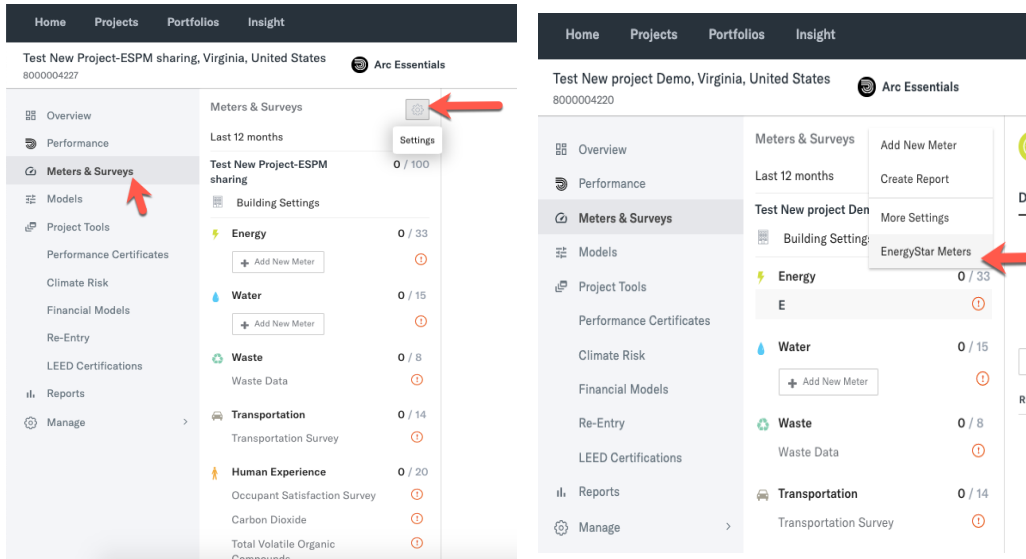 Home Projects Portfolios Insight
Test New Project-ESPM sharing, Virginia, United States
8000004227
Arc Essentials
Overview
Performance
Meters & Surveys
Models
Project Tools
Performance Certificates
Climate Risk
Financial Models
Re-Entry
LEED Certifications
Reports
Manage
Meters & Surveys
Last 12 months
Settings
Test New Project-ESPM 0 / 100
sharing
Building Settings
Energy 0 / 33
Add New Meter
Water 0 / 15
Add New Meter
Waste 0 / 8
Waste Data
Transportation 0 / 14
Transportation Survey
Human Experience 0 / 20
Occupant Satisfaction Survey
Carbon Dioxide
Total Volatile Organic
Compounds
Home Projects Portfolios Insight
Test New project Demo, Virginia, United States
8000004220
Arc Essentials
Overview
Performance
Meters & Surveys
Models
Project Tools
Performance Certificates
Climate Risk
Financial Models
Re-Entry
LEED Certifications
Reports
Manage
Meters & Surveys
Last 12 months
Test New project Den
Building Setting
Add New Meter
Create Report
More Settings
EnergyStar Meters
Energy 0 / 33
E
Water 0 / 15
Add New Meter
Waste 0 / 8
Waste Data
Transportation 0 / 14
Transportation Survey
D
R